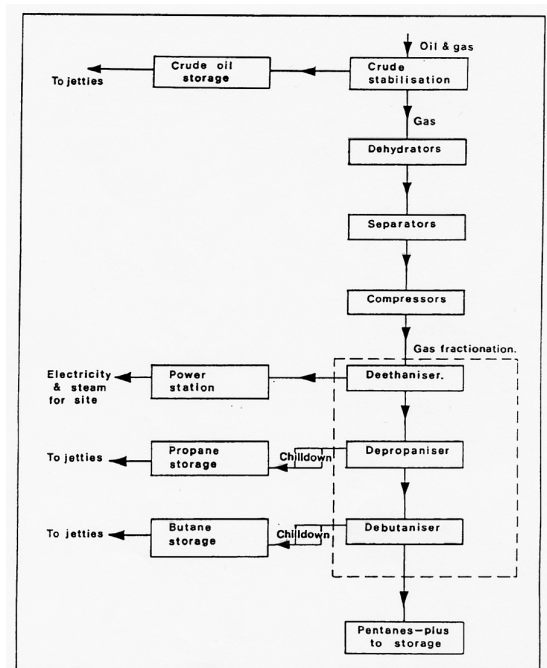 Oil & gas
Crude oil
storage
Crude
stabilisation
To jetties
Gas
Dehydrators
Separators
Compressors
Gas fractionation.
Electricity
& steam
for site
Power
station
Deethaniser.
To jetties
Propane
storage
Chilldown
Depropaniser
To jetties
Butane
storage
Chilldown
Debutaniser
Pentanes-plus
to storage